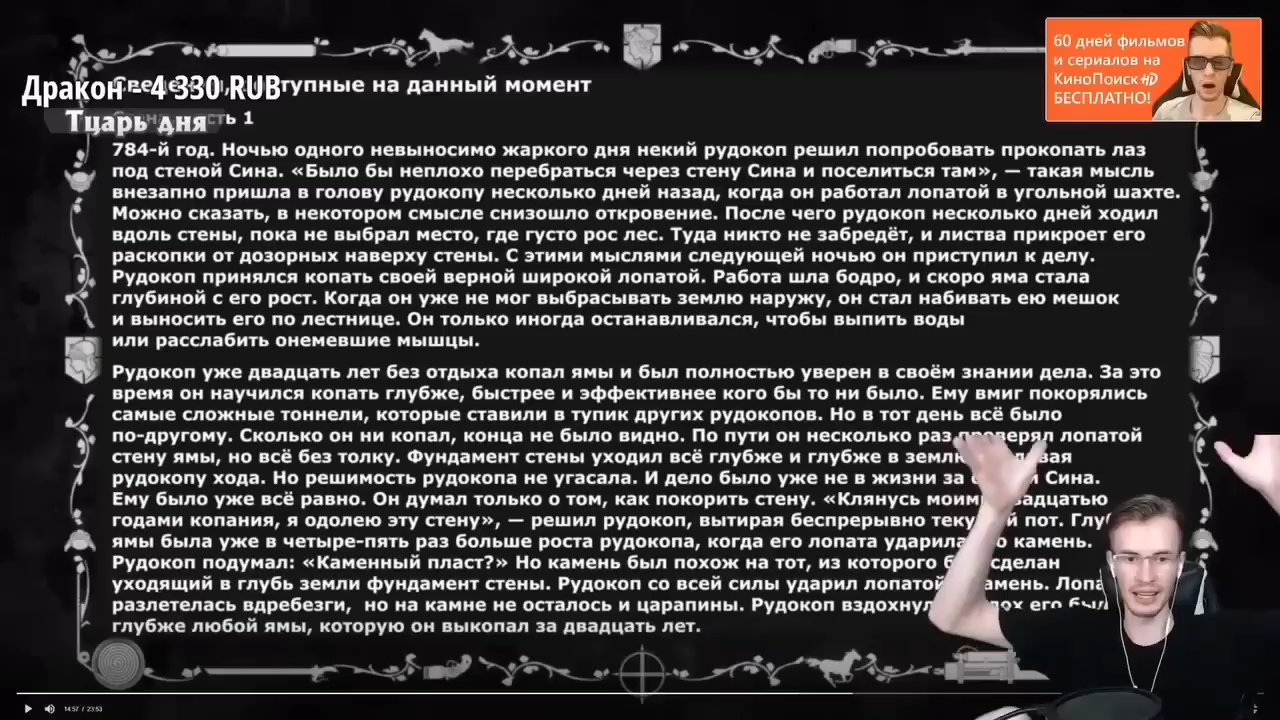 60 дней фильмов
и сериалов на
КиноПоиск HD
БЕСПЛАТНО!
Дракон – 4 330 RUB
на данный момент
Тцарь дня
1
784-й год. Ночью одного невыносимо жаркого дня некий рудокоп решил попробовать прокопать лаз
под стеной Сина. «Было бы неплохо перебраться через стену Сина и поселиться там», — такая мысль
внезапно пришла в голову рудокопу несколько дней назад, когда он работал лопатой в угольной шахте.
Можно сказать, в некотором смысле снизошло откровение. После чего рудокоп несколько дней ходил
вдоль стены, пока не выбрал место, где густо рос лес. Туда никто не забредёт, и листва прикроет его
раскопки от дозорных наверху стены. С этими мыслями следующей ночью он приступил к делу.
Рудокоп принялся копать своей верной широкой лопатой. Работа шла бодро, и скоро яма стала
глубиной с его рост. Когда он уже не мог выбрасывать землю наружу, он стал набивать ею мешок
и выносить его по лестнице. Он только иногда останавливался, чтобы выпить воды
или расслабить онемевшие мышцы.
Рудокоп уже двадцать лет без отдыха копал ямы и был полностью уверен в своём знании дела. За это
время он научился копать глубже, быстрее и эффективнее кого бы то ни было. Ему вмиг покорялись
самые сложные тоннели, которые ставили в тупик других рудокопов. Но в тот день всё было
по-другому. Сколько он ни копал, конца не было видно. По пути он несколько раз проверял лопатой
стену ямы, но всё без толку. Фундамент стены уходил всё глубже и глубже в землю
рудокопу хода. Но решимость рудокопа не угасала. И дело было уже не в жизни за Сина.
Ему было уже всё равно. Он думал только о том, как покорить стену. «Клянусь моими двадцатью
годами копания, я одолею эту стену», — решил рудокоп, вытирая беспрерывно пот.
ямы была уже в четыре-пять раз больше роста рудокопа, когда его лопата ударила камень.
Рудокоп подумал: «Каменный пласт?» Но камень был похож на тот, из которого сделан
уходящий в глубь земли фундамент стены. Рудокоп со всей силы ударил лопатой камень.
разлетелась вдребезги, но на камне не осталось и царапины. Рудокоп вздохнул его
глубже любой ямы, которую он выкопал за двадцать лет.
14:57 / 23:53